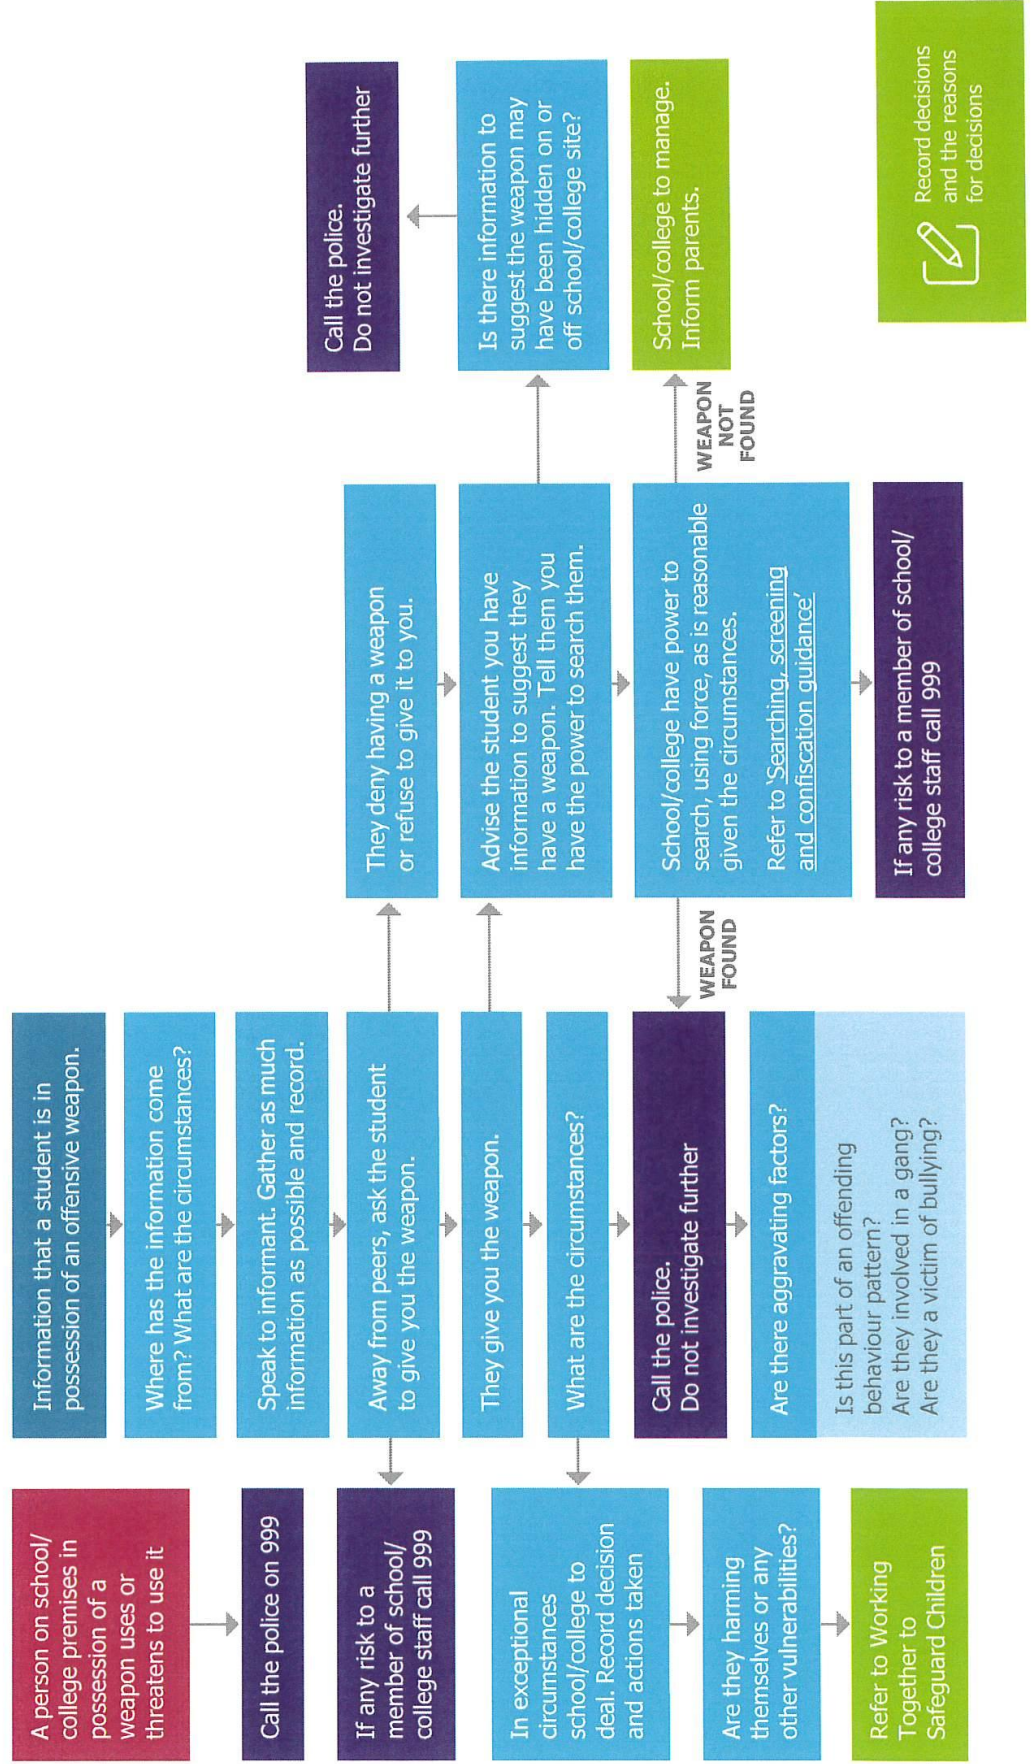 A person on school/
college premises in
possession of a
weapon uses or
threatens to use it
Call the police on 999
If any risk to a
member of school/
college staff call 999
In exceptional
circumstances
school/college to
deal. Record decision
and actions taken
Are they harming
themselves or any
other vulnerabilities?
Refer to Working
Together to
Safeguard Children
Information that a student is in
possession of an offensive weapon.
Where has the information come
from? What are the circumstances?
Speak to informant. Gather as much
information as possible and record.
Away from peers, ask the student
to give you the weapon.
They give you the weapon.
What are the circumstances?
Call the police.
Do not investigate further
Are there aggravating factors?
Is this part of an offending
behaviour pattern?
Are they involved in a gang?
Are they a victim of bullying?
WEAPON
FOUND
They deny having a weapon
or refuse to give it to you.
Advise the student you have
information to suggest they
have a weapon. Tell them you
have the power to search them.
School/college have power to
search, using force, as is reasonable
given the circumstances.
Refer to ‘Searching, screening
and confiscation guidance’
If any risk to a member of school/
college staff call 999
WEAPON
NOT
FOUND
Call the police.
Do not investigate further
Is there information to
suggest the weapon may
have been hidden on or
off school/college site?
School/college to manage.
Inform parents.
Record decisions
and the reasons
for decisions